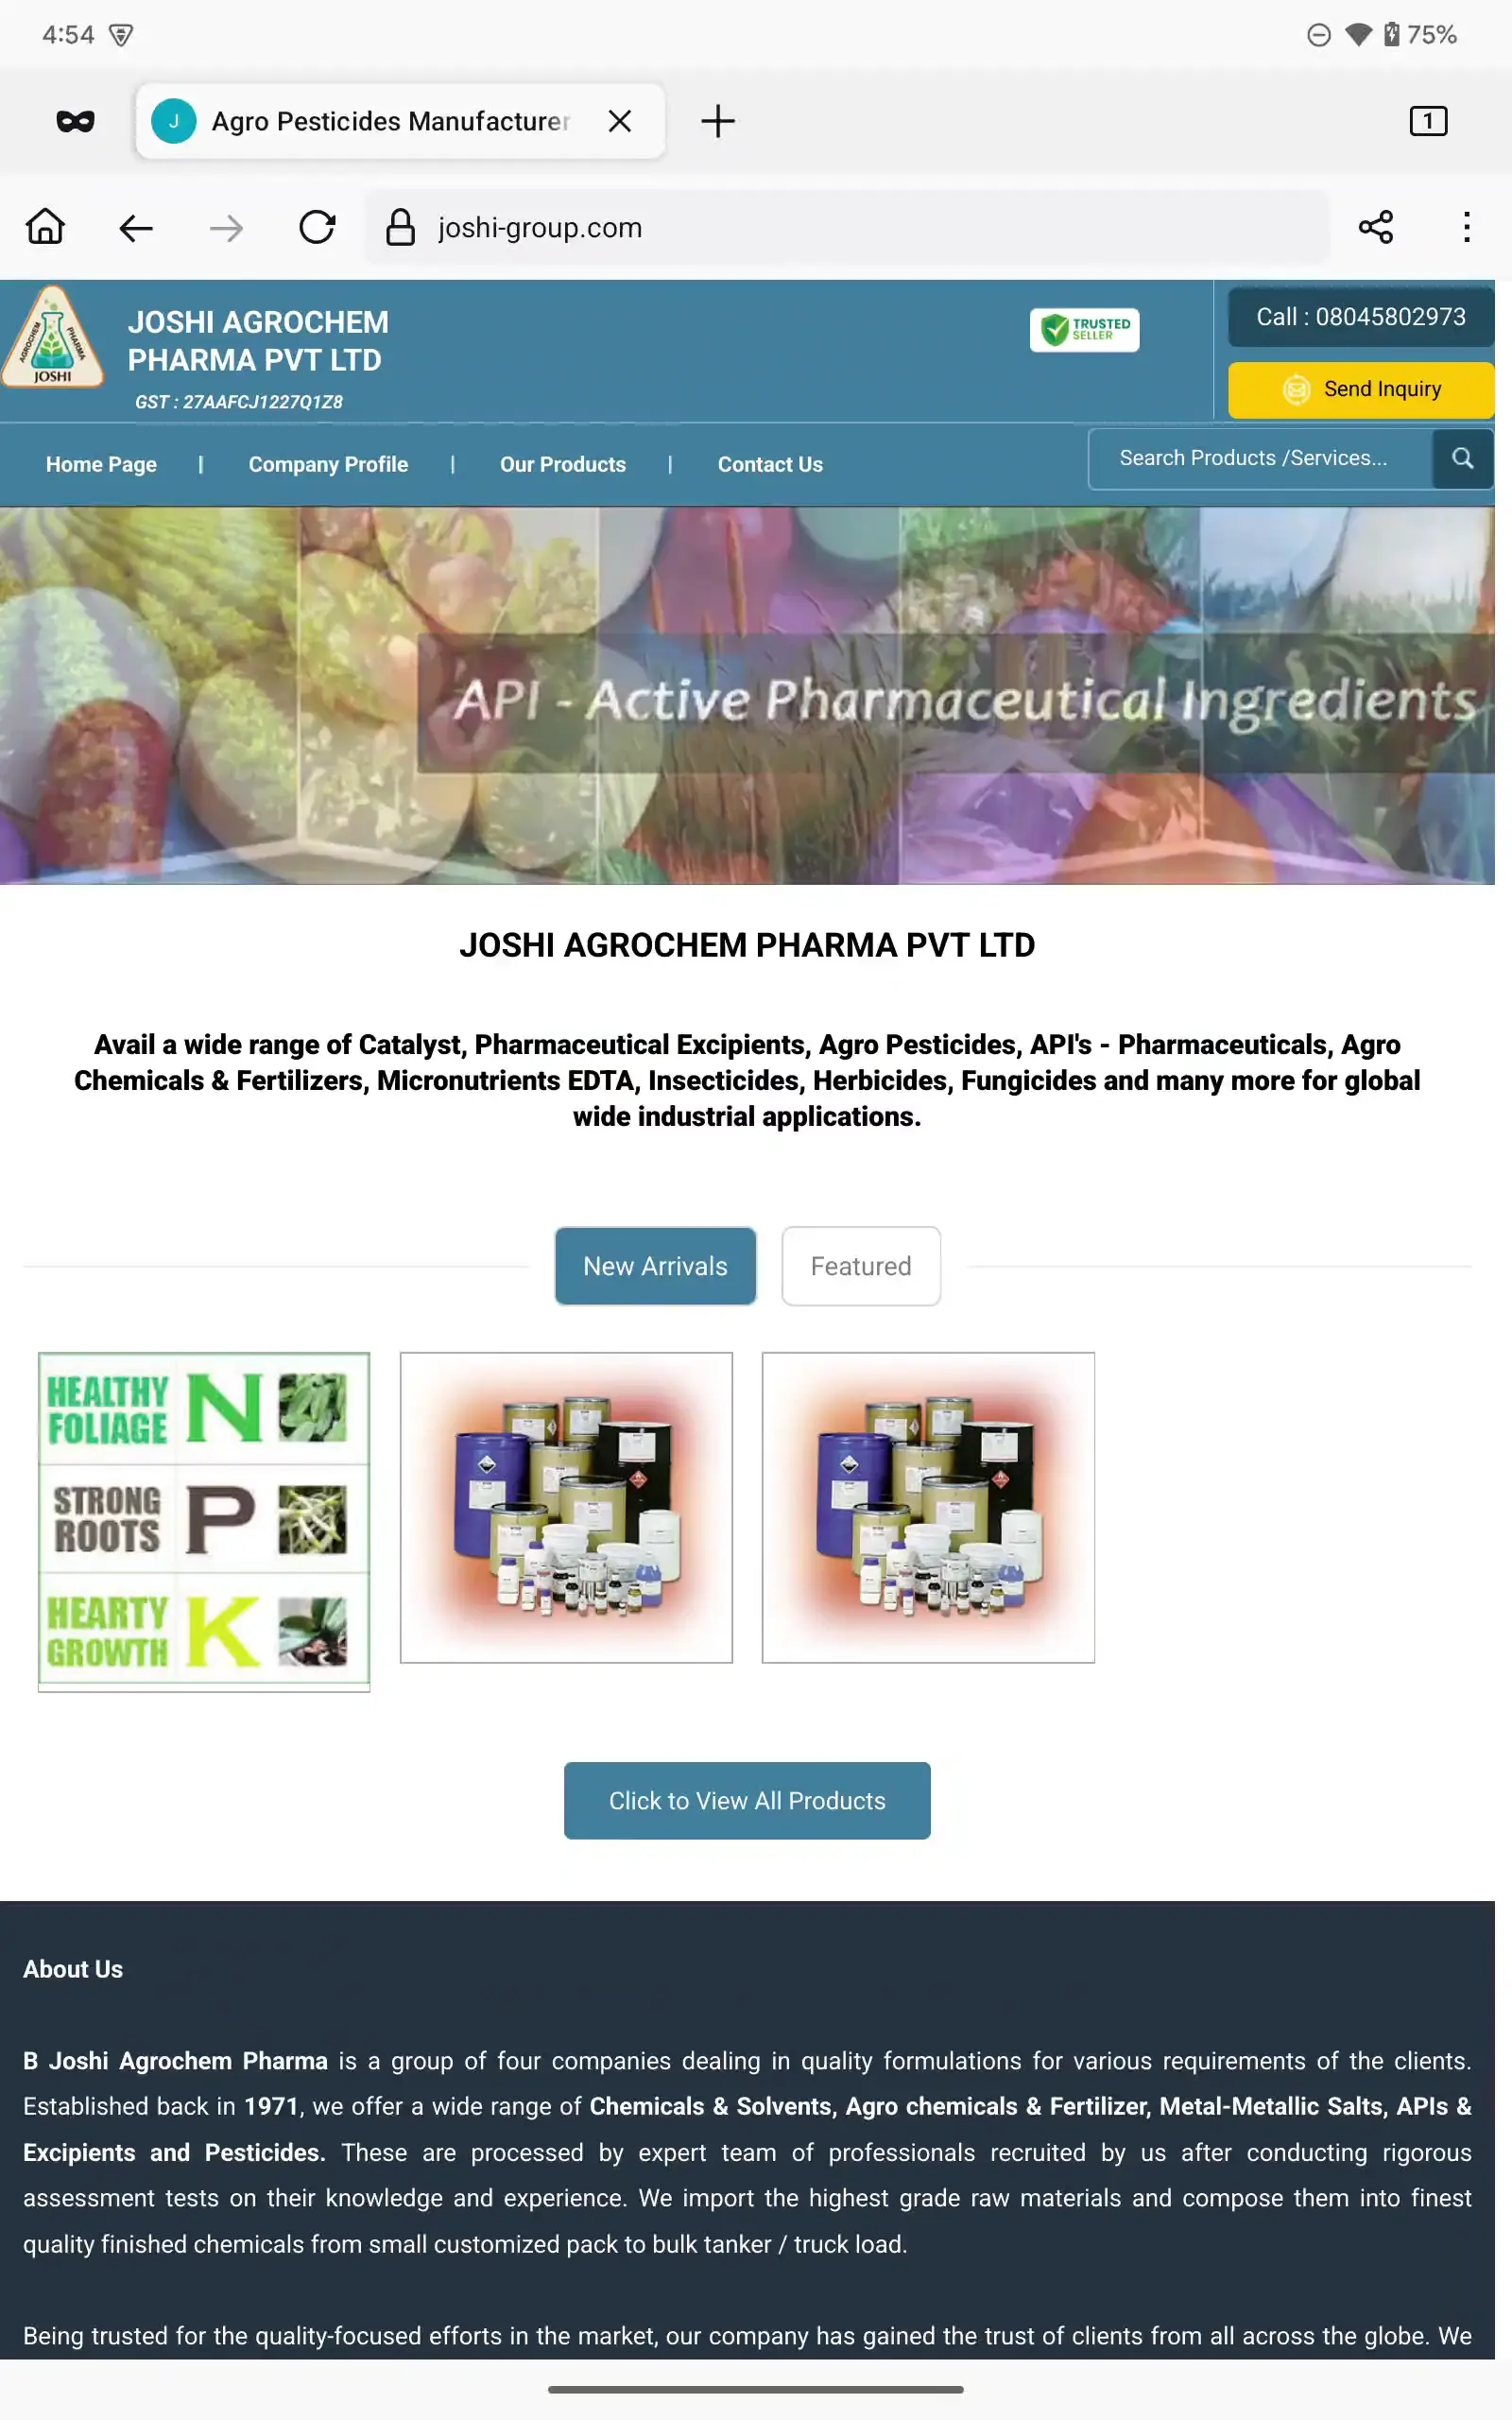 4:54
75%
J
Agro Pesticides Manufacturer
1
joshi-group.com
AGROCHEM PHARMA
JOSHI
JOSHI AGROCHEM
PHARMA PVT LTD
GST : 27AAFCJ1227Q1Z8
TRUSTED
SELLER
Call : 08045802973
Send Inquiry
Home Page | Company Profile | Our Products | Contact Us
Search Products /Services...
API - Active Pharmaceutical Ingredients
JOSHI AGROCHEM PHARMA PVT LTD
Avail a wide range of Catalyst, Pharmaceutical Excipients, Agro Pesticides, API's - Pharmaceuticals, Agro
Chemicals & Fertilizers, Micronutrients EDTA, Insecticides, Herbicides, Fungicides and many more for global
wide industrial applications.
New Arrivals
Featured
HEALTHY
FOLIAGE
N
STRONG
ROOTS
P
HEARTY
GROWTH
K
Click to View All Products
About Us
B Joshi Agrochem Pharma is a group of four companies dealing in quality formulations for various requirements of the clients.
Established back in 1971, we offer a wide range of Chemicals & Solvents, Agro chemicals & Fertilizer, Metal-Metallic Salts, APIs &
Excipients and Pesticides. These are processed by expert team of professionals recruited by us after conducting rigorous
assessment tests on their knowledge and experience. We import the highest grade raw materials and compose them into finest
quality finished chemicals from small customized pack to bulk tanker / truck load.
Being trusted for the quality-focused efforts in the market, our company has gained the trust of clients from all across the globe. We